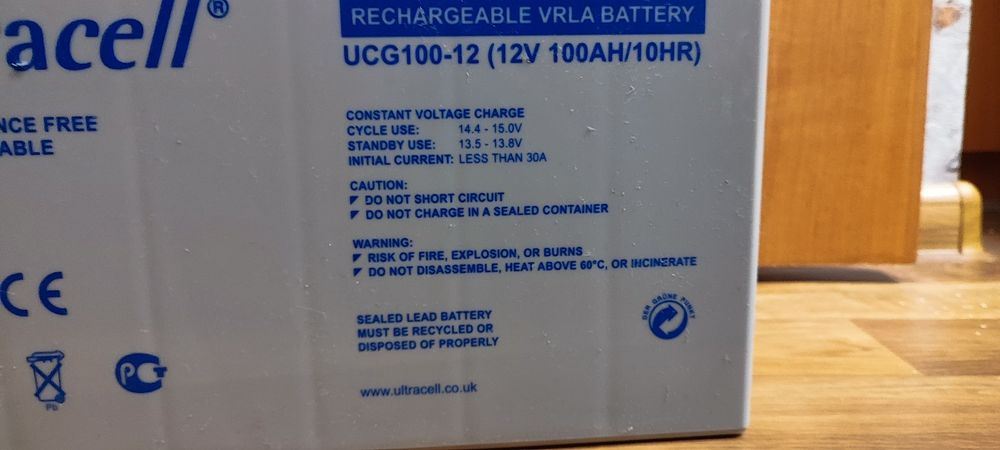 racell®
NCE FREE
ABLE
RECHARGEABLE VRLA BATTERY
UCG100-12 (12V 100AH/10HR)
CONSTANT VOLTAGE CHARGE
CYCLE USE: 14.4 - 15.0V
STANDBY USE: 13.5 - 13.8V
INITIAL CURRENT: LESS THAN 30A
CAUTION:
DO NOT SHORT CIRCUIT
DO NOT CHARGE IN A SEALED CONTAINER
WARNING:
RISK OF FIRE, EXPLOSION, OR BURNS
DO NOT DISASSEMBLE, HEAT ABOVE 60°C, OR INCINERATE
CE
SEALED LEAD BATTERY
MUST BE RECYCLED OR
DISPOSED OF PROPERLY
DER GRÜNE PUNKT
Pb
PCT
www.ultracell.co.uk